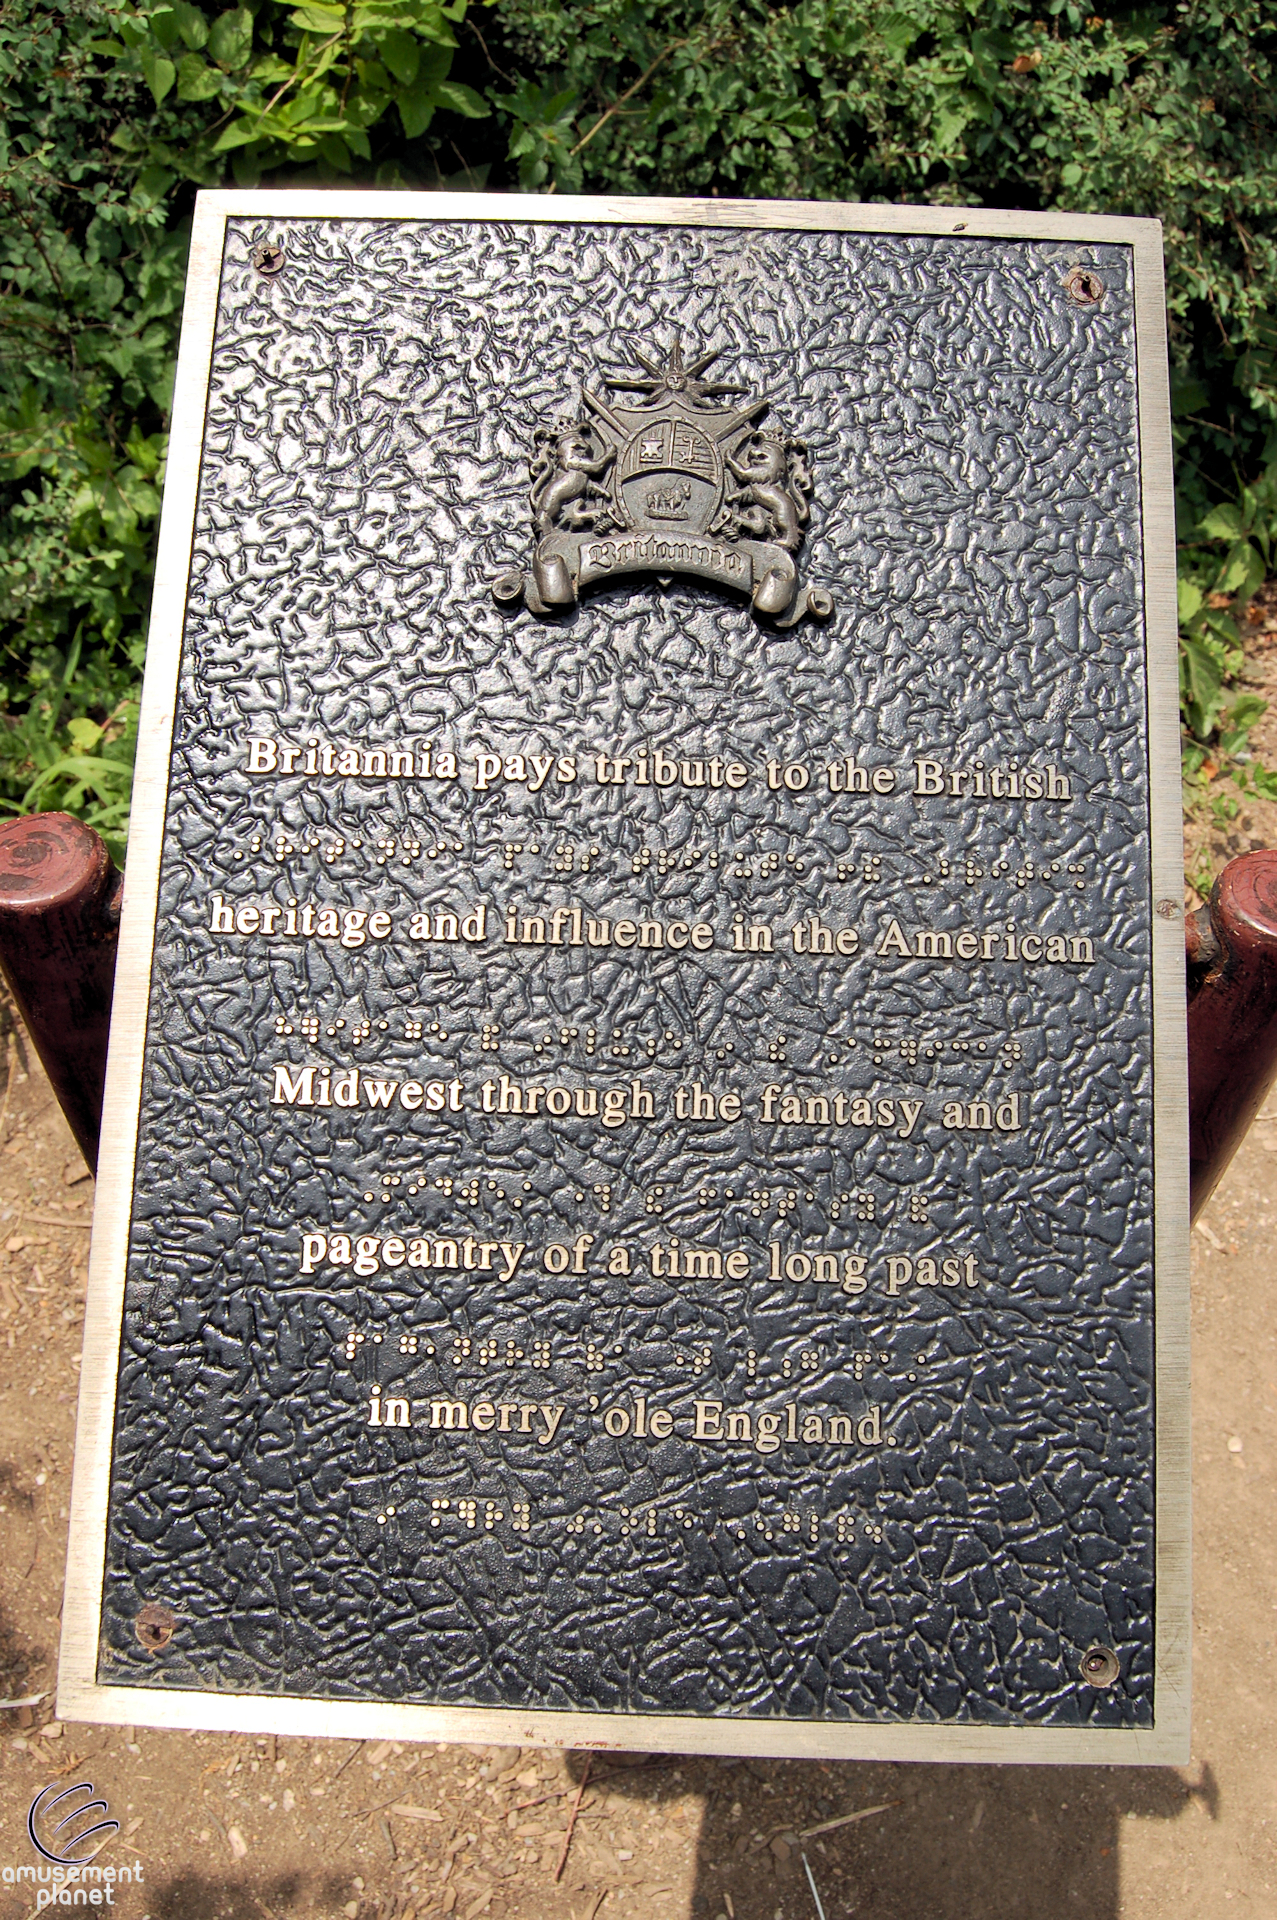 Britannia
Britannia pays tribute to the British
heritage and influence in the American
Midwest through the fantasy and
pageantry of a time long past
in merry 'ole England.
amusement
planet